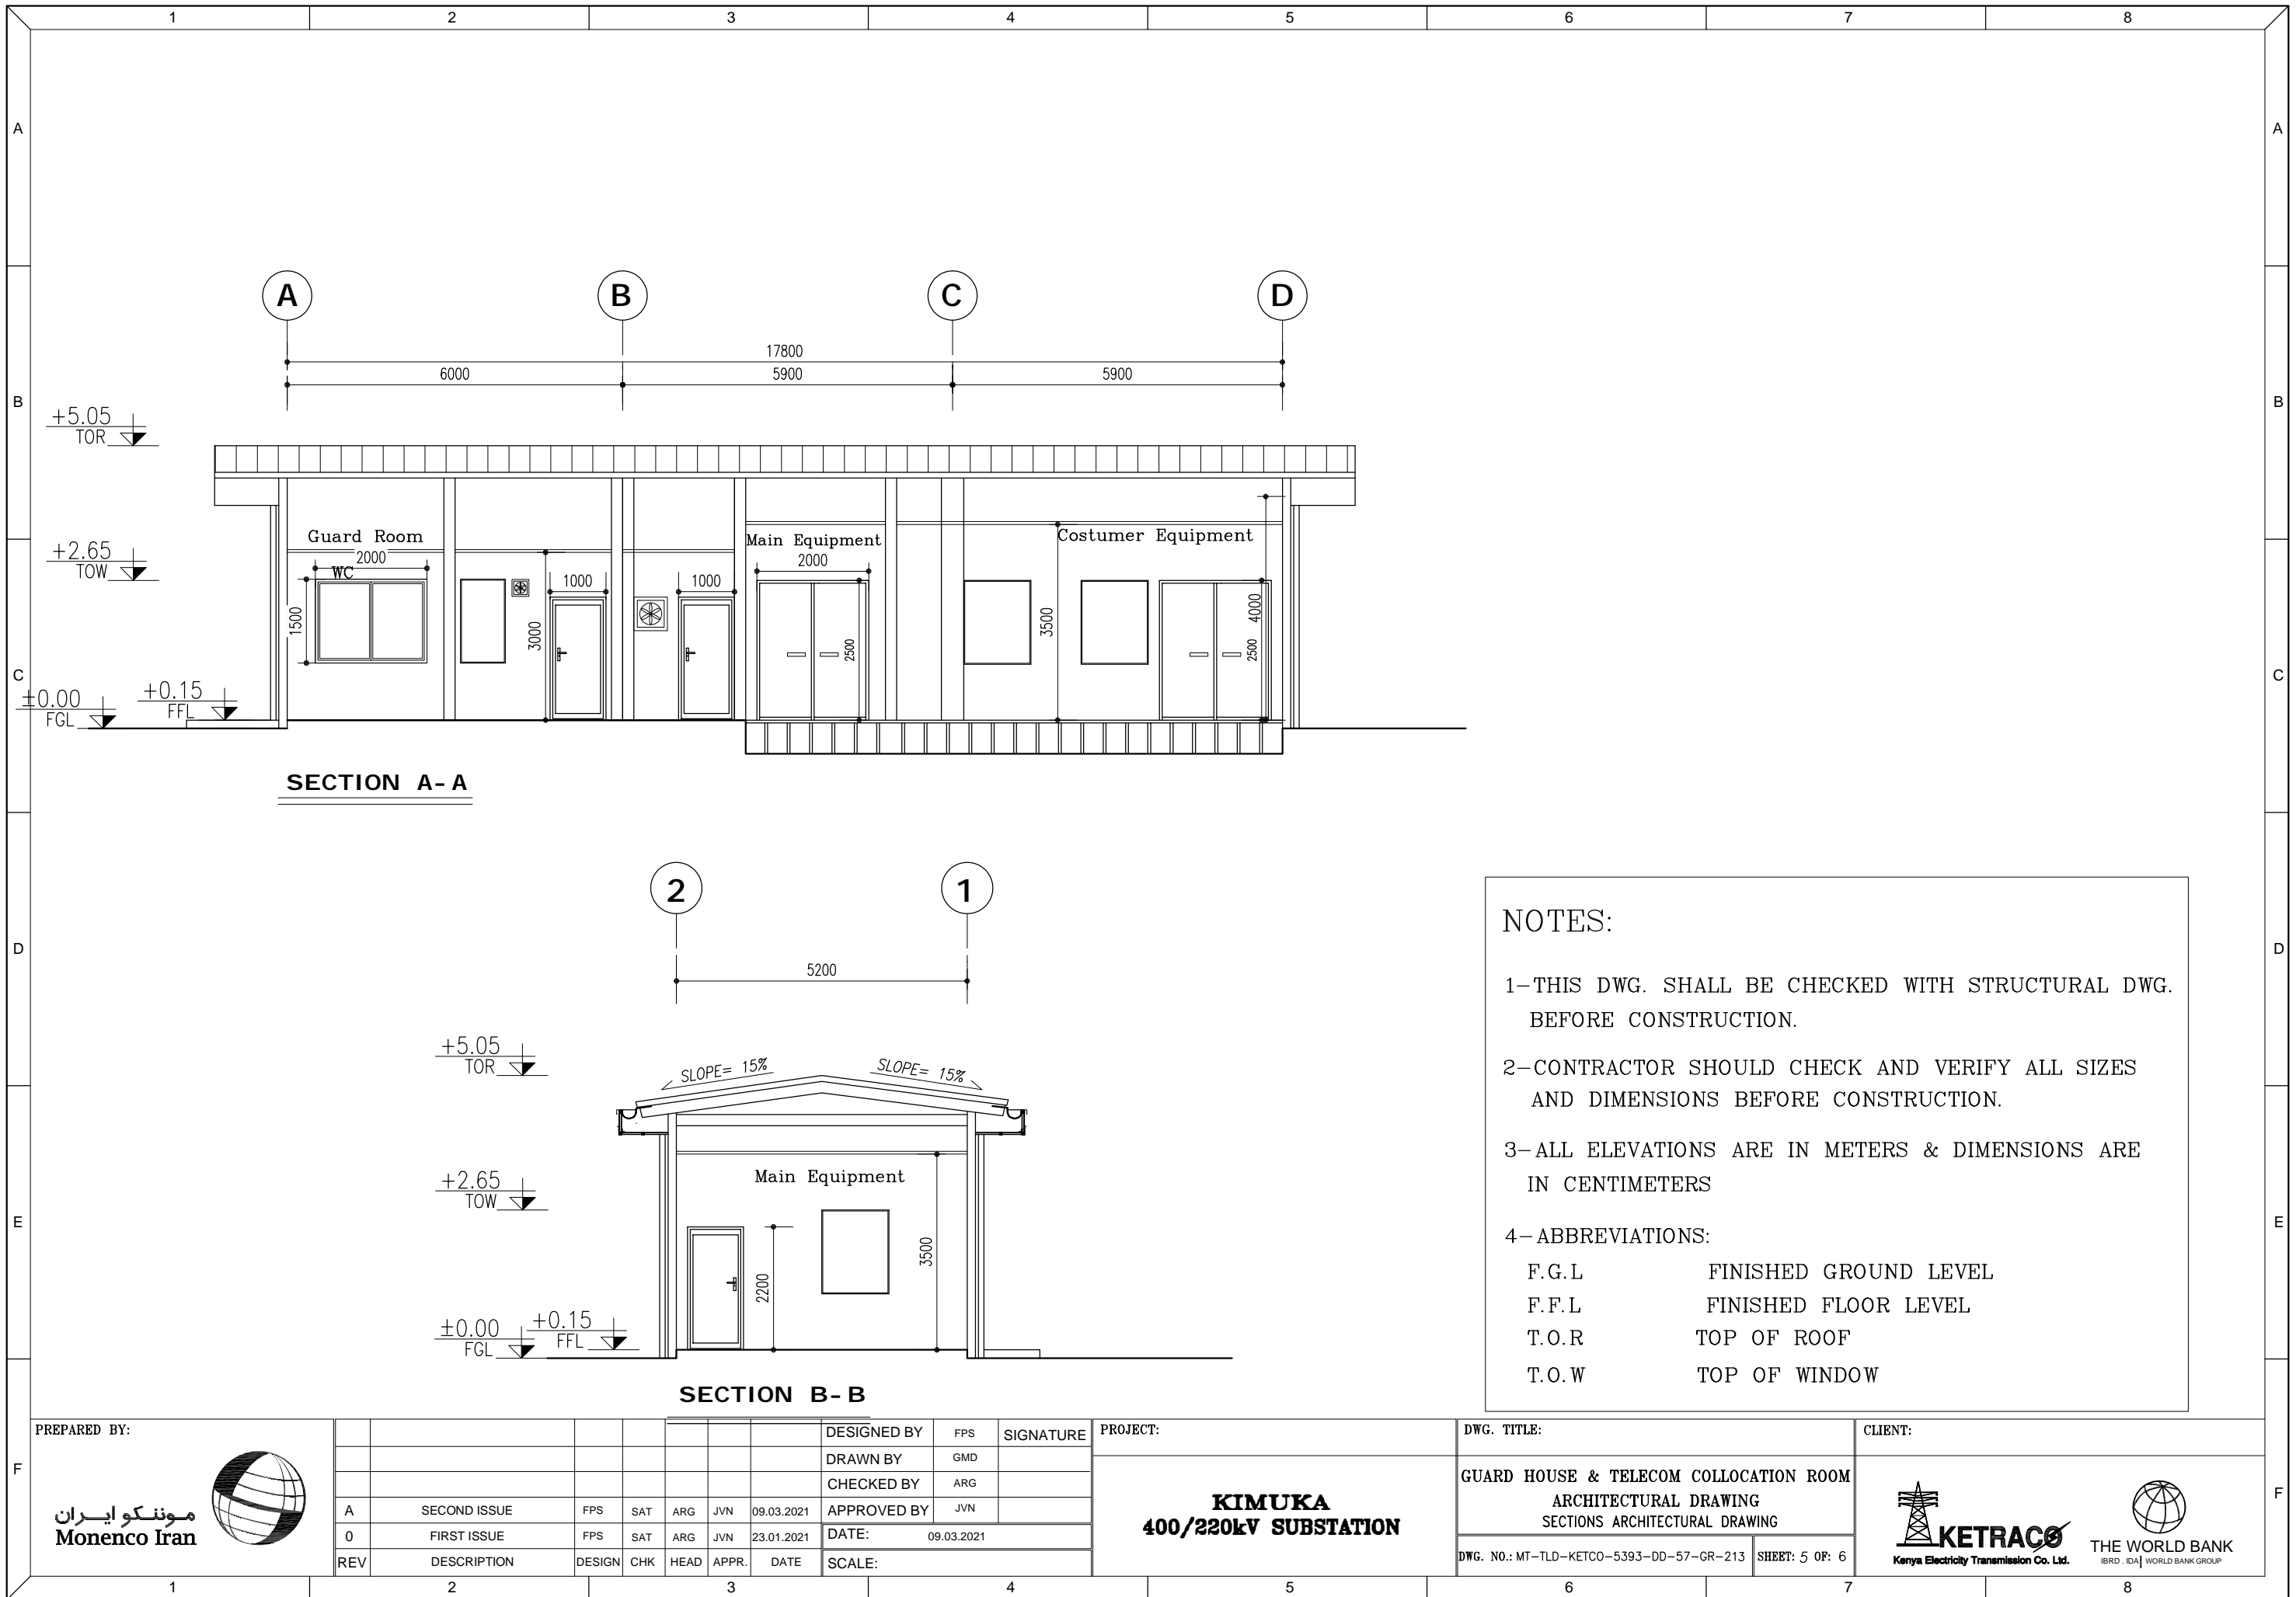 1 2 3 4 5 6 7 8
A A
B B
C C
D D
E E
F F
A B C D
17800
6000 5900 5900
+5.05
TOR
+2.65
TOW
±0.00
FGL
+0.15
FFL
Guard Room
2000
WC
1500
3000
1000
1000
Main Equipment
2000
2500
3500
Costumer Equipment
4000
2500
SECTION A-A
2 1
5200
+5.05
TOR
SLOPE= 15%
SLOPE= 15%
+2.65
TOW
Main Equipment
2200
3500
±0.00
FGL
+0.15
FFL
SECTION B-B
NOTES:
1-THIS DWG. SHALL BE CHECKED WITH STRUCTURAL DWG.
BEFORE CONSTRUCTION.
2-CONTRACTOR SHOULD CHECK AND VERIFY ALL SIZES
AND DIMENSIONS BEFORE CONSTRUCTION.
3-ALL ELEVATIONS ARE IN METERS & DIMENSIONS ARE
IN CENTIMETERS
4-ABBREVIATIONS:
F.G.L FINISHED GROUND LEVEL
F.F.L FINISHED FLOOR LEVEL
T.O.R TOP OF ROOF
T.O.W TOP OF WINDOW
PREPARED BY:
موننکو ایران
Monenco Iran
A SECOND ISSUE FPS SAT ARG JVN 09.03.2021
0 FIRST ISSUE FPS SAT ARG JVN 23.01.2021
REV DESCRIPTION DESIGN CHK HEAD APPR. DATE
DESIGNED BY FPS SIGNATURE
DRAWN BY GMD
CHECKED BY ARG
APPROVED BY JVN
DATE: 09.03.2021
SCALE:
PROJECT:
KIMUKA
400/220kV SUBSTATION
DWG. TITLE:
GUARD HOUSE & TELECOM COLLOCATION ROOM
ARCHITECTURAL DRAWING
SECTIONS ARCHITECTURAL DRAWING
DWG. NO.: MT-TLD-KETCO-5393-DD-57-GR-213 SHEET: 5 OF: 6
CLIENT:
KETRACO
Kenya Electricity Transmission Co. Ltd.
THE WORLD BANK
IBRD . IDA | WORLD BANK GROUP
1 2 3 4 5 6 7 8